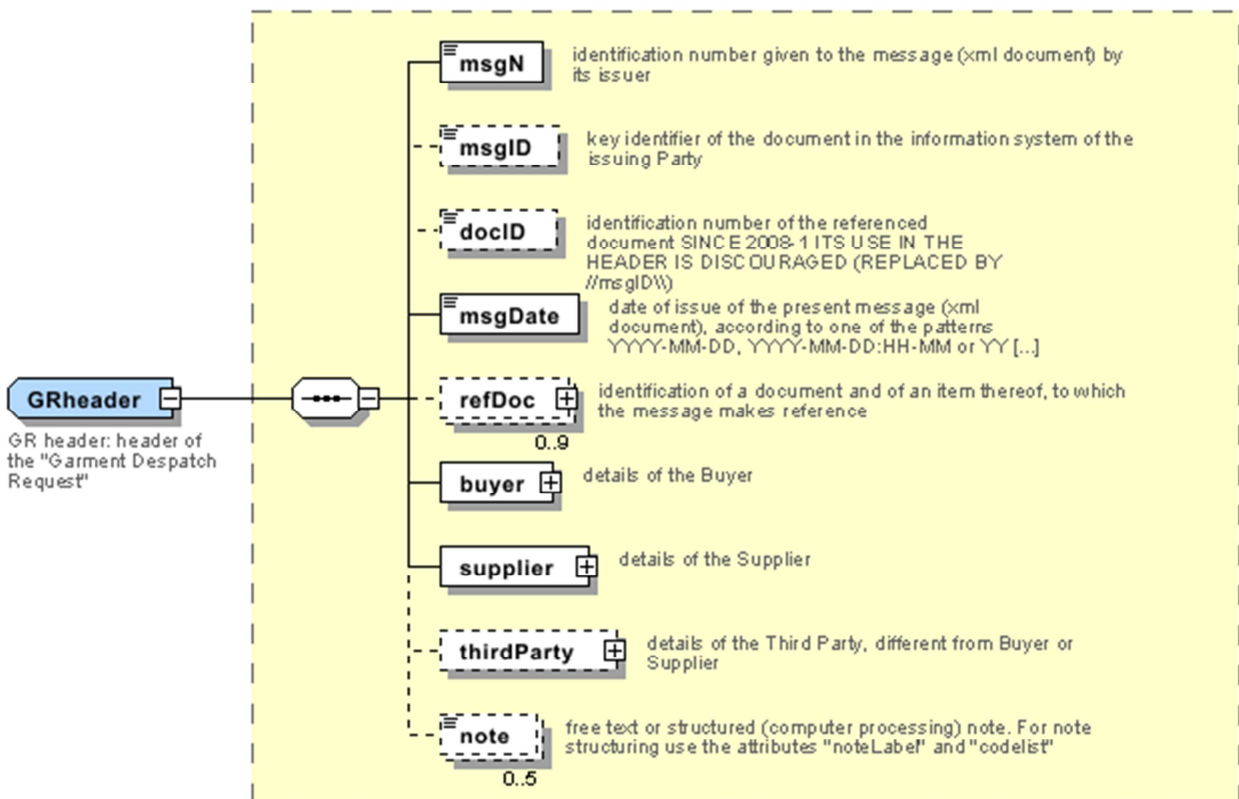 msgN
identification number given to the message (xml document) by
its issuer
msgID
key identifier of the document in the information system of the
issuing Party
docID
identification number of the referenced
document SINCE 2008-1 ITS USE IN THE
HEADER IS DISCOURAGED (REPLACED BY
//msgID\\)
msgDate
date of issue of the present message (xml
document), according to one of the patterns
YYYY-MM-DD, YYYY-MM-DD:HH-MM or YY [...]
GRheader
GR header: header of
the "Garment Despatch
Request"
refDoc
identification of a document and of an item thereof, to which
the message makes reference
0..9
buyer
details of the Buyer
supplier
details of the Supplier
thirdParty
details of the Third Party, different from Buyer or
Supplier
note
free text or structured (computer processing) note. For note
structuring use the attributes "noteLabel" and "codelist"
0..5